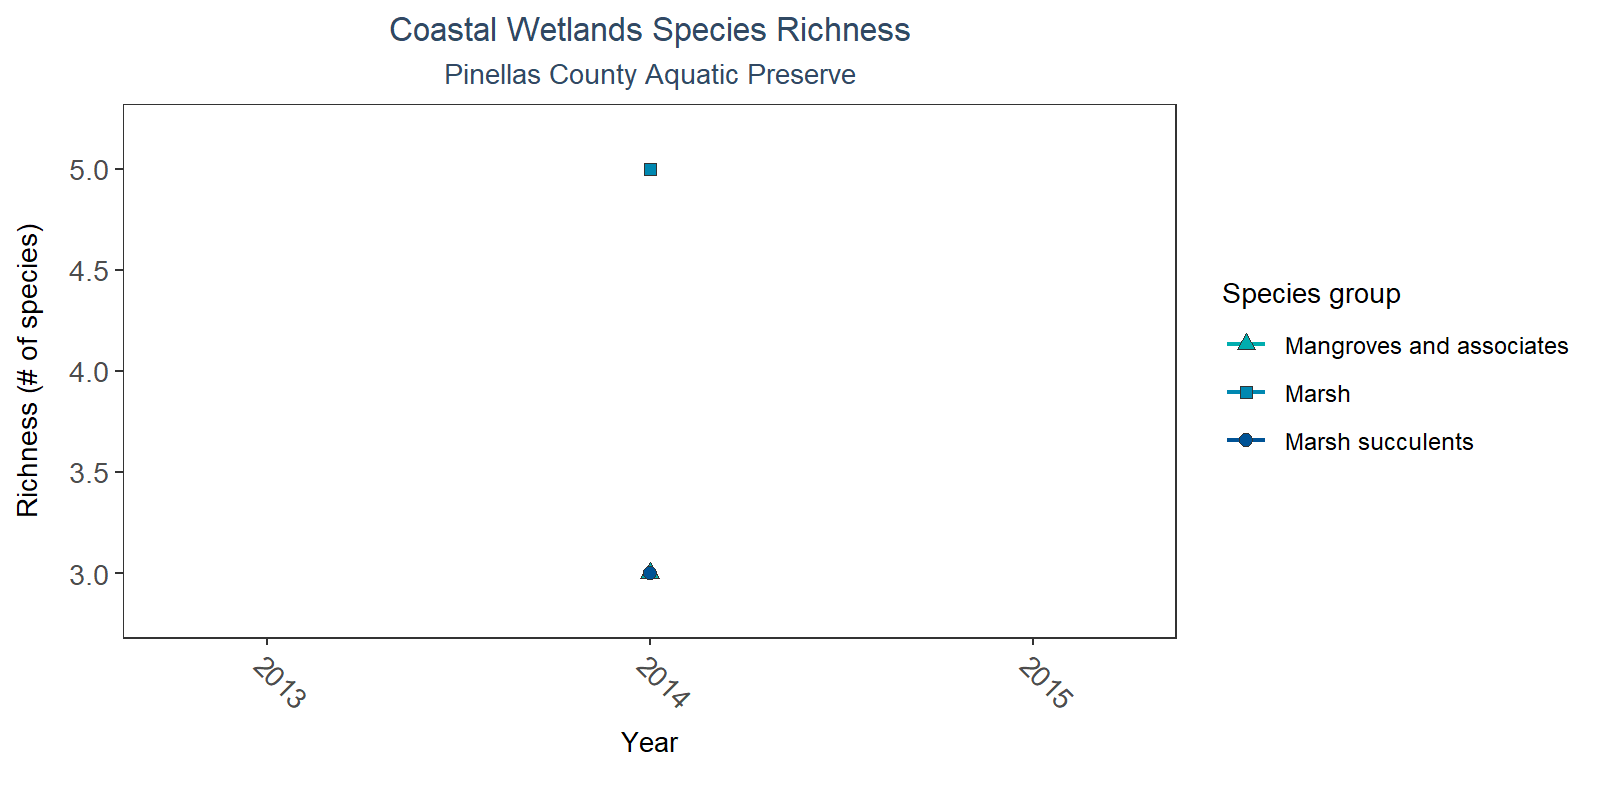 Coastal Wetlands Species Richness
Pinellas County Aquatic Preserve
Richness (# of species)
5.0
4.5
4.0
3.5
3.0
2013
2014
2015
Year
Species group
Mangroves and associates
Marsh
Marsh succulents